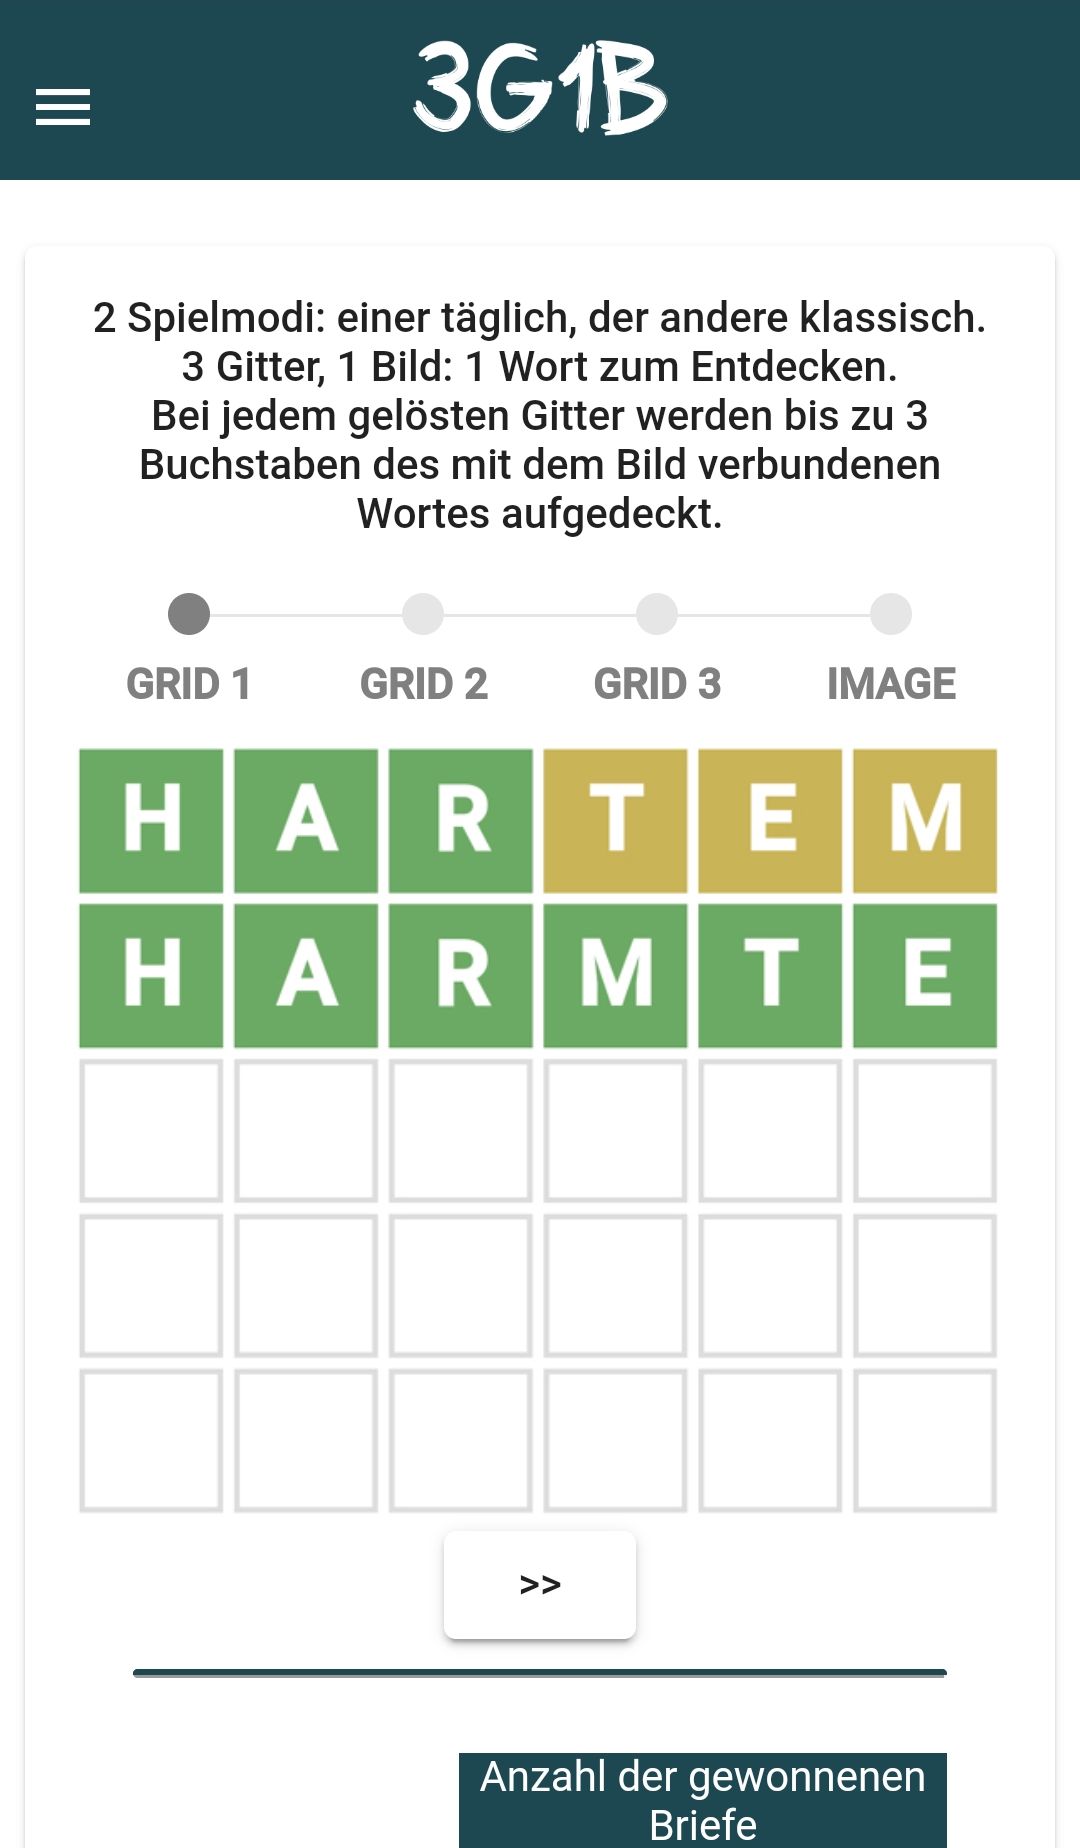 3G1B
2 Spielmodi: einer täglich, der andere klassisch.
3 Gitter, 1 Bild: 1 Wort zum Entdecken.
Bei jedem gelösten Gitter werden bis zu 3
Buchstaben des mit dem Bild verbundenen
Wortes aufgedeckt.
GRID 1 GRID 2 GRID 3 IMAGE
H A R T E M
H A R M T E
>>
Anzahl der gewonnenen
Briefe